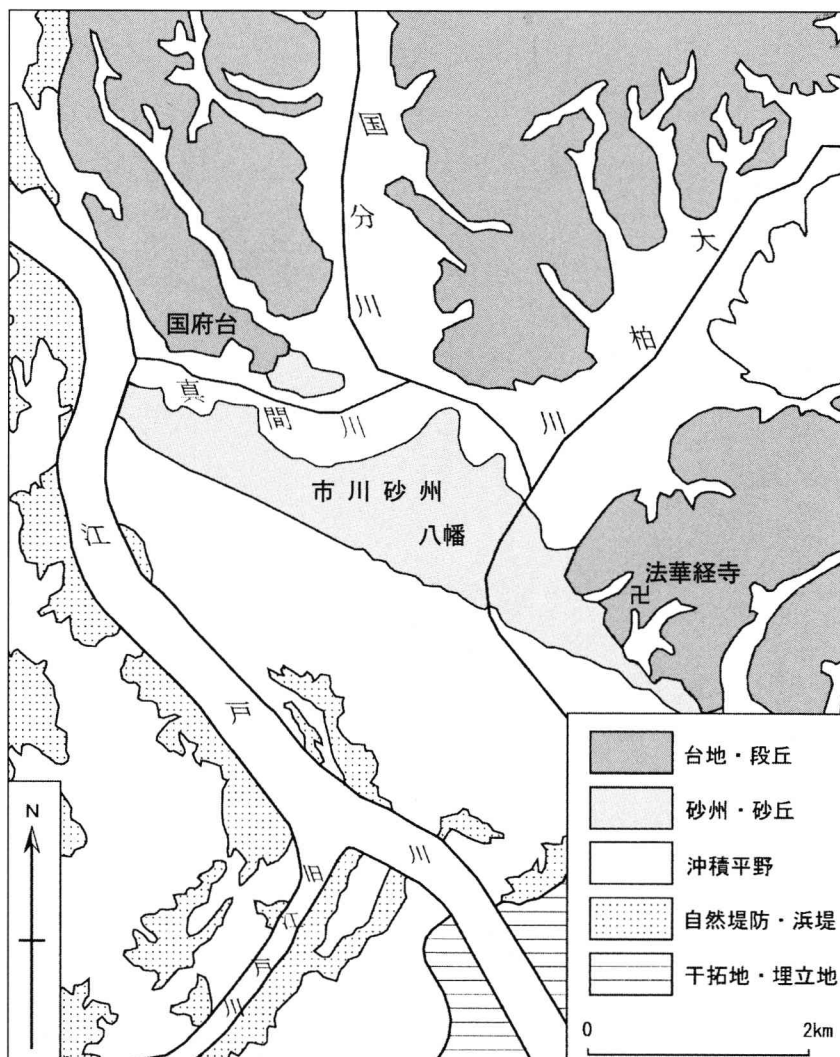 国分川
大柏川
国府台
真間川
市川砂州
八幡
法華経寺
卍
江戸川
旧江戸川
N
台地・段丘
砂州・砂丘
沖積平野
自然堤防・浜堤
干拓地・埋立地
0 2km